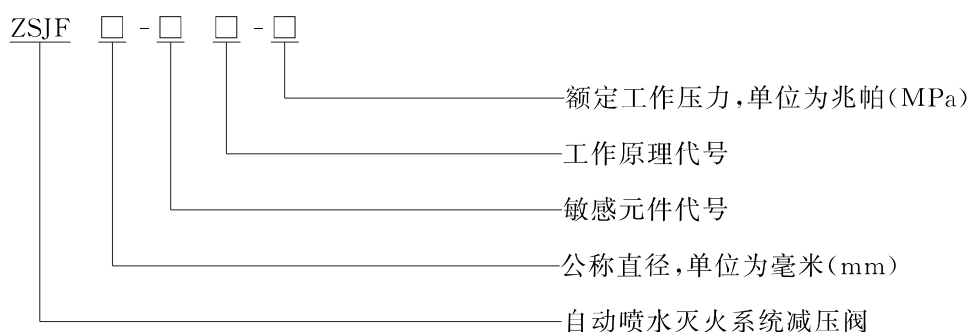 ZSJF □ - □ □ - □
额定工作压力,单位为兆帕(MPa)
工作原理代号
敏感元件代号
公称直径,单位为毫米(mm)
自动喷水灭火系统减压阀